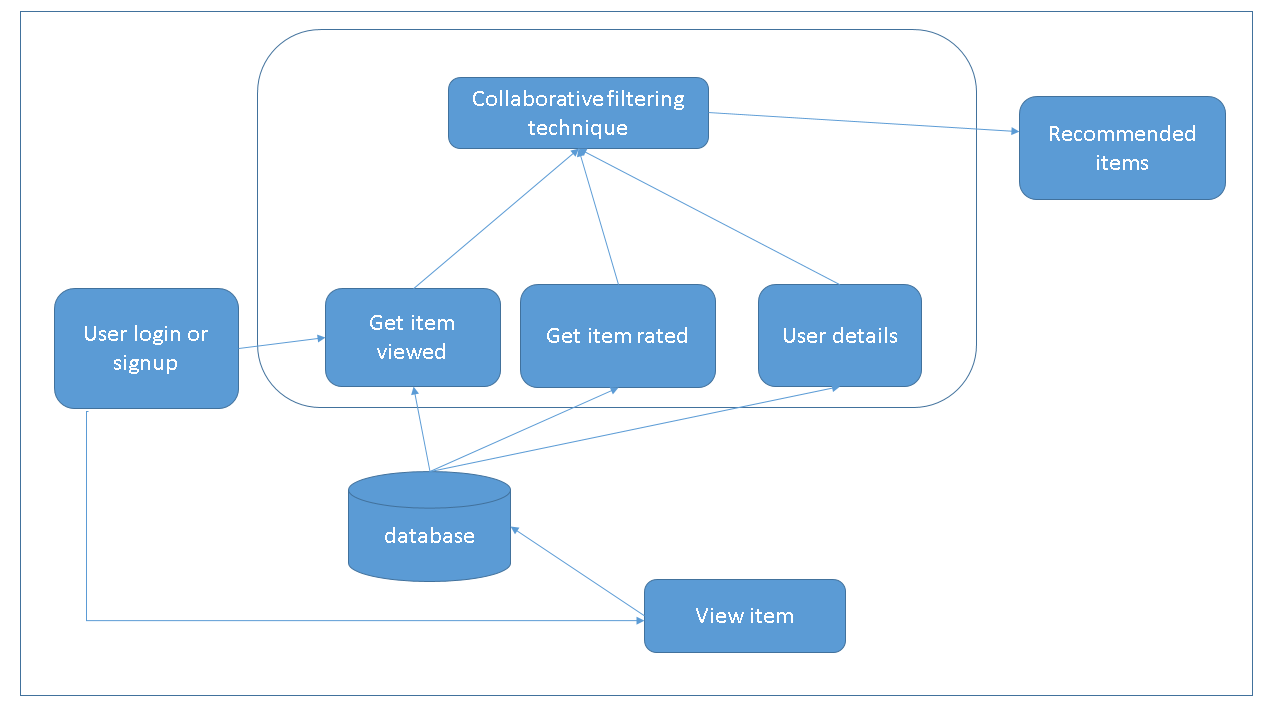 Collaborative filtering
technique
Recommended
items
User login or
signup
Get item
viewed
Get item rated
User details
database
View item